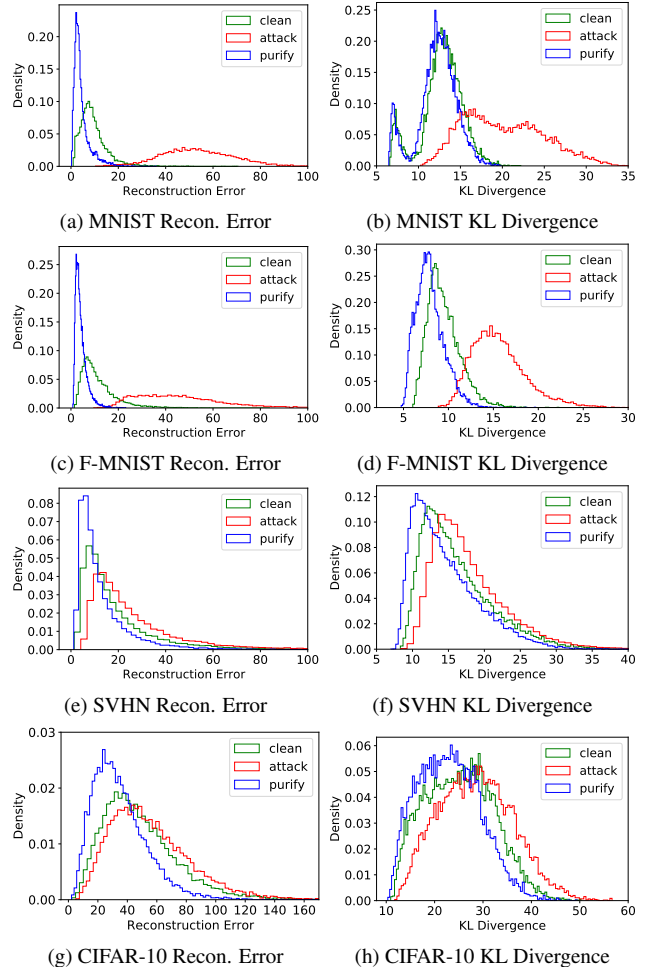 0.20
0.15
0.10
0.05
0.00
Density
0 20 40 60 80 100
Reconstruction Error
clean
attack
purify
(a) MNIST Recon. Error
0.25
0.20
0.15
0.10
0.05
0.00
Density
5 10 15 20 25 30 35
KL Divergence
clean
attack
purify
(b) MNIST KL Divergence
0.25
0.20
0.15
0.10
0.05
0.00
Density
0 20 40 60 80 100
Reconstruction Error
clean
attack
purify
(c) F-MNIST Recon. Error
0.30
0.25
0.20
0.15
0.10
0.05
0.00
Density
5 10 15 20 25 30
KL Divergence
clean
attack
purify
(d) F-MNIST KL Divergence
0.08
0.07
0.06
0.05
0.04
0.03
0.02
0.01
0.00
Density
0 20 40 60 80 100
Reconstruction Error
clean
attack
purify
(e) SVHN Recon. Error
0.12
0.10
0.08
0.06
0.04
0.02
0.00
Density
5 10 15 20 25 30 35 40
KL Divergence
clean
attack
purify
(f) SVHN KL Divergence
0.03
0.02
0.01
0.00
Density
0 20 40 60 80 100 120 140 160
Reconstruction Error
clean
attack
purify
(g) CIFAR-10 Recon. Error
0.06
0.05
0.04
0.03
0.02
0.01
0.00
Density
10 20 30 40 50 60
KL Divergence
clean
attack
purify
(h) CIFAR-10 KL Divergence